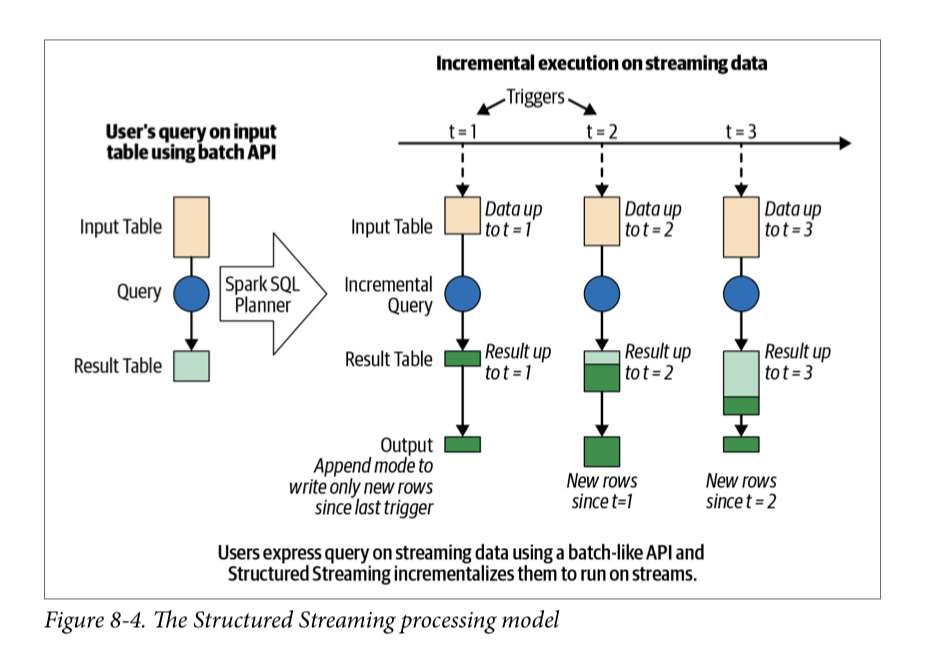 Incremental execution on streaming data
Triggers
User's query on input
table using batch API
t = 1
t = 2
t = 3
Input Table
Query
Result Table
Spark SQL
Planner
Input Table
Data up
to t = 1
Data up
to t = 2
Data up
to t = 3
Incremental
Query
Result Table
Result up
to t = 1
Result up
to t = 2
Result up
to t = 3
Output
Append mode to
write only new rows
since last trigger
New rows
since t=1
New rows
since t = 2
Users express query on streaming data using a batch-like API and
Structured Streaming incrementalizes them to run on streams.
Figure 8-4. The Structured Streaming processing model